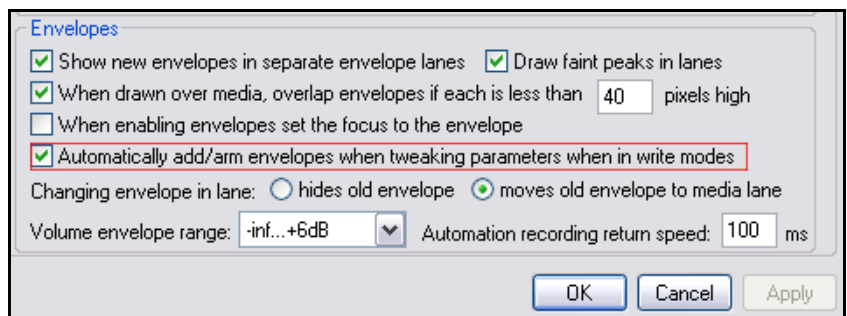 Envelopes
Show new envelopes in separate envelope lanes Draw faint peaks in lanes
When drawn over media, overlap envelopes if each is less than 40 pixels high
When enabling envelopes set the focus to the envelope
Automatically add/arm envelopes when tweaking parameters when in write modes
Changing envelope in lane: hides old envelope moves old envelope to media lane
Volume envelope range: -inf...+6dB Automation recording return speed: 100 ms
OK Cancel Apply